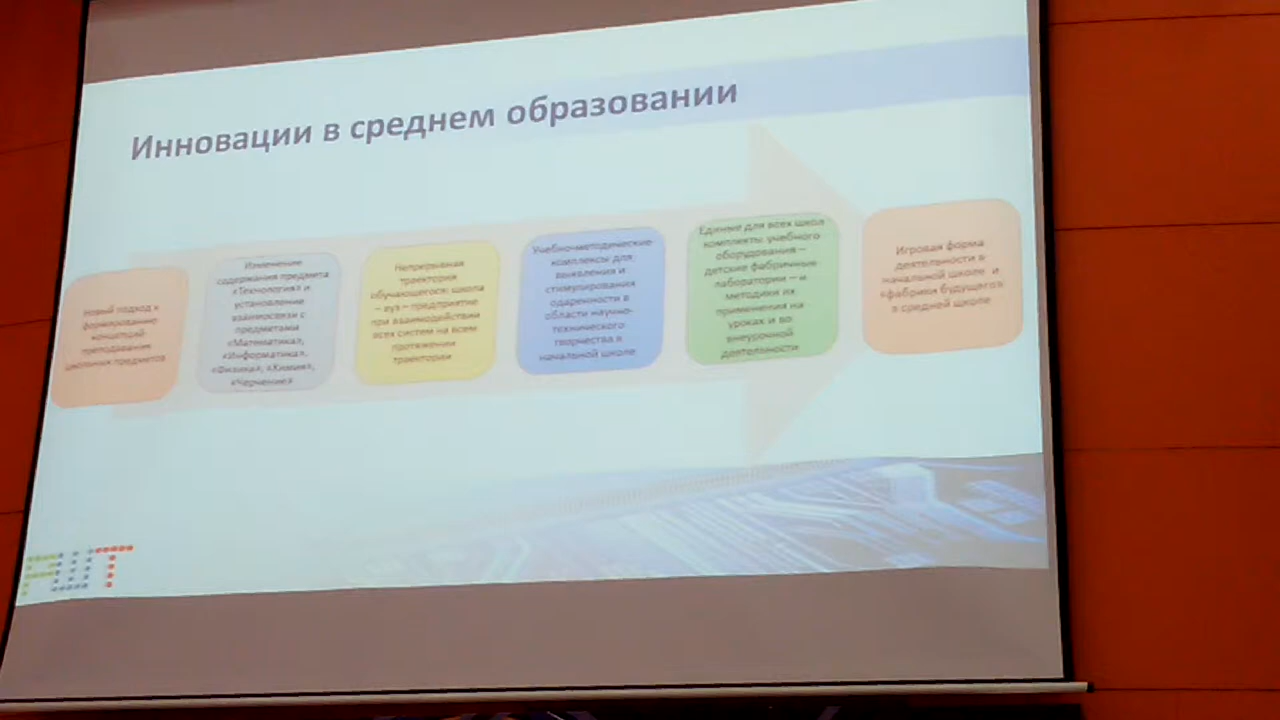 Инновации в среднем образовании
Новый подход к
формированию
концепций
преподавания
школьных предметов
Изменение
содержания предмета
«Технология» и
установление
взаимосвязи с
предметами
«Математика»,
«Информатика»,
«Физика», «Химия»,
«Черчение»
Непрерывная
траектория
обучающегося: школа
– вуз – предприятие
при взаимодействии
всех систем на всем
протяжении
траектории
Учебно-методические
комплексы для
выявления и
стимулирования
одаренности в
области научно-
технического
творчества в
начальной школе
Единые для всех школ
комплекты учебного
оборудования –
детские фабричные
лаборатории – и
методики их
применения на
уроках и во
внеурочной
деятельности
Игровая форма
деятельности в
начальной школе и
«фабрики будущего»
в средней школе